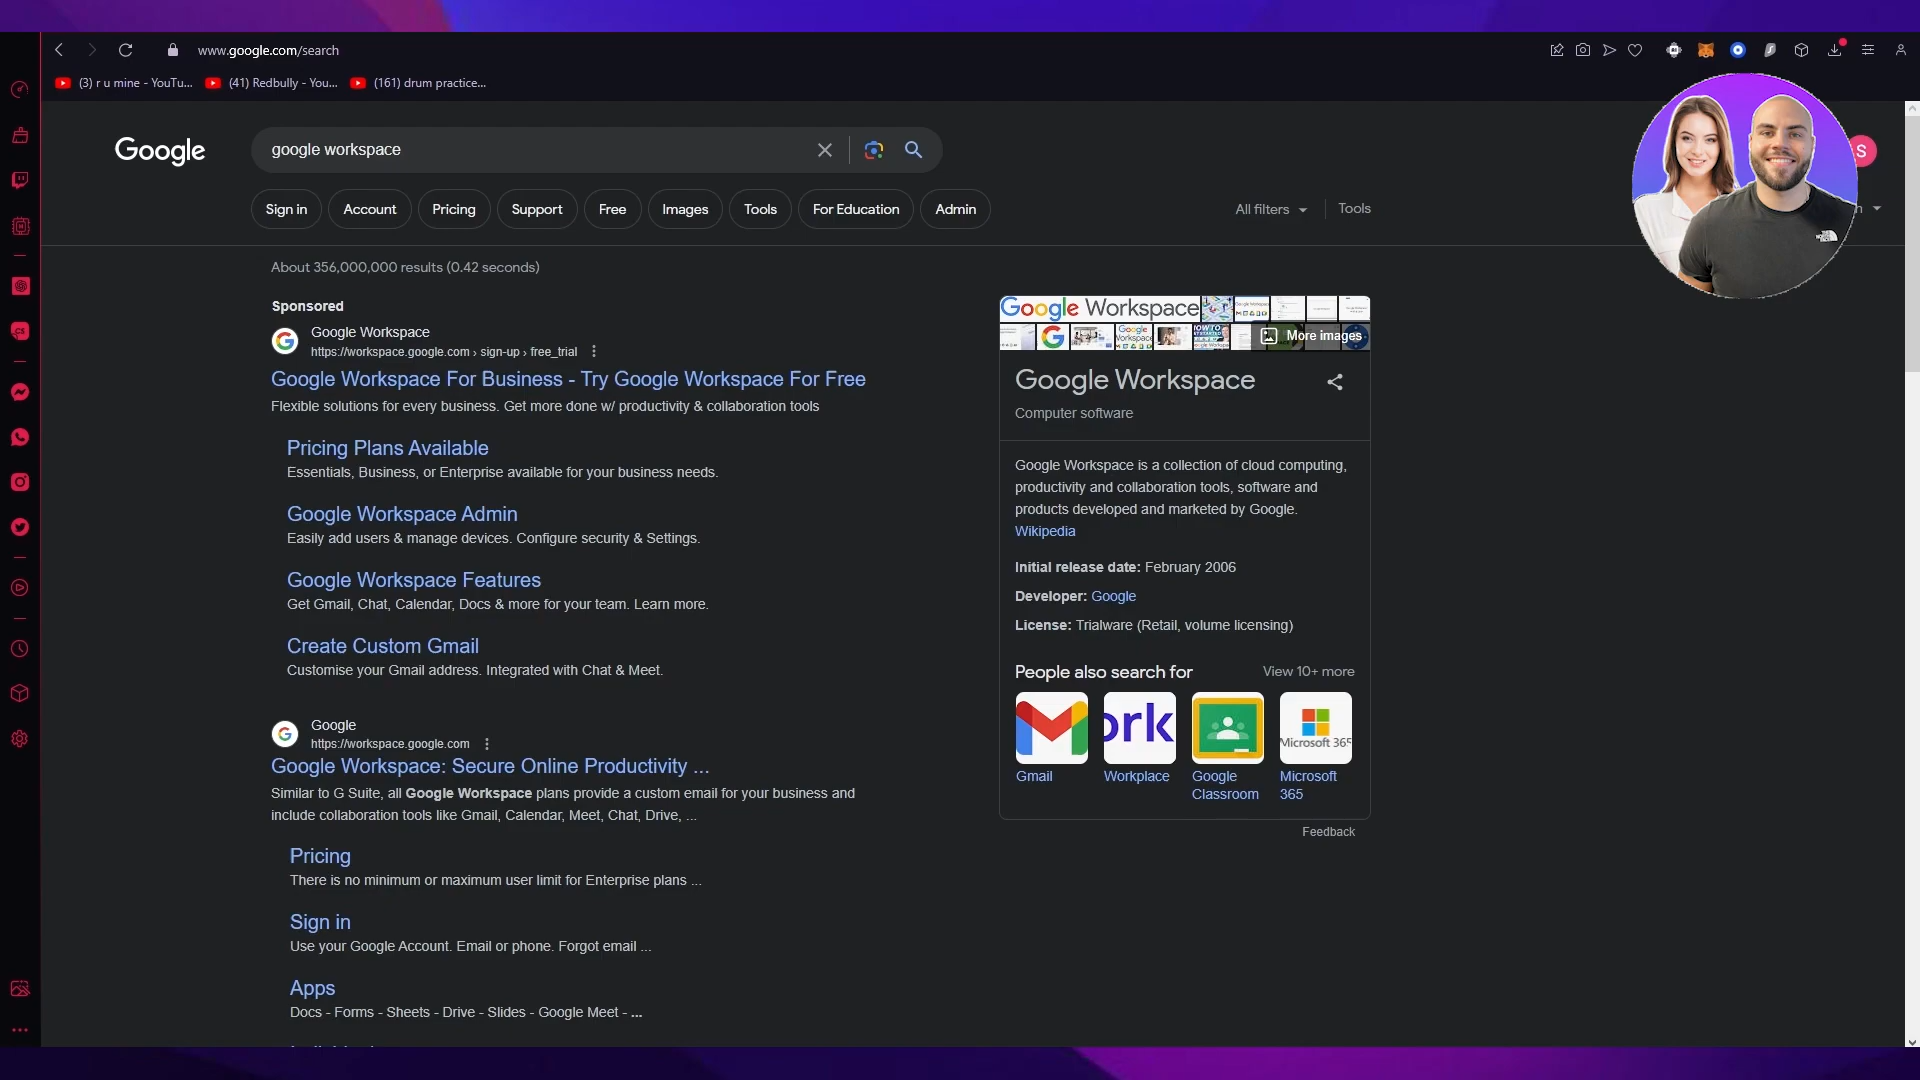 www.google.com/search
(3) r u mine - YouTu...
(41) Redbully - You...
(161) drum practice...
Google
google workspace
S
Sign in
Account
Pricing
Support
Free
Images
Tools
For Education
Admin
All filters
Tools
About 356,000,000 results (0.42 seconds)
Sponsored
Google Workspace
https://workspace.google.com › sign-up › free_trial
Google Workspace For Business - Try Google Workspace For Free
Flexible solutions for every business. Get more done w/ productivity & collaboration tools
Pricing Plans Available
Essentials, Business, or Enterprise available for your business needs.
Google Workspace Admin
Easily add users & manage devices. Configure security & Settings.
Google Workspace Features
Get Gmail, Chat, Calendar, Docs & more for your team. Learn more.
Create Custom Gmail
Customise your Gmail address. Integrated with Chat & Meet.
Google
https://workspace.google.com
Google Workspace: Secure Online Productivity ...
Similar to G Suite, all Google Workspace plans provide a custom email for your business and
include collaboration tools like Gmail, Calendar, Meet, Chat, Drive, ...
Pricing
There is no minimum or maximum user limit for Enterprise plans ...
Sign in
Use your Google Account. Email or phone. Forgot email ...
Apps
Docs - Forms - Sheets - Drive - Slides - Google Meet - ...
Google Workspace
More images
Google Workspace
Computer software
Google Workspace is a collection of cloud computing,
productivity and collaboration tools, software and
products developed and marketed by Google.
Wikipedia
Initial release date: February 2006
Developer: Google
License: Trialware (Retail, volume licensing)
People also search for
View 10+ more
ork
Microsoft 365
Gmail
Workplace
Google
Classroom
Microsoft
365
Feedback